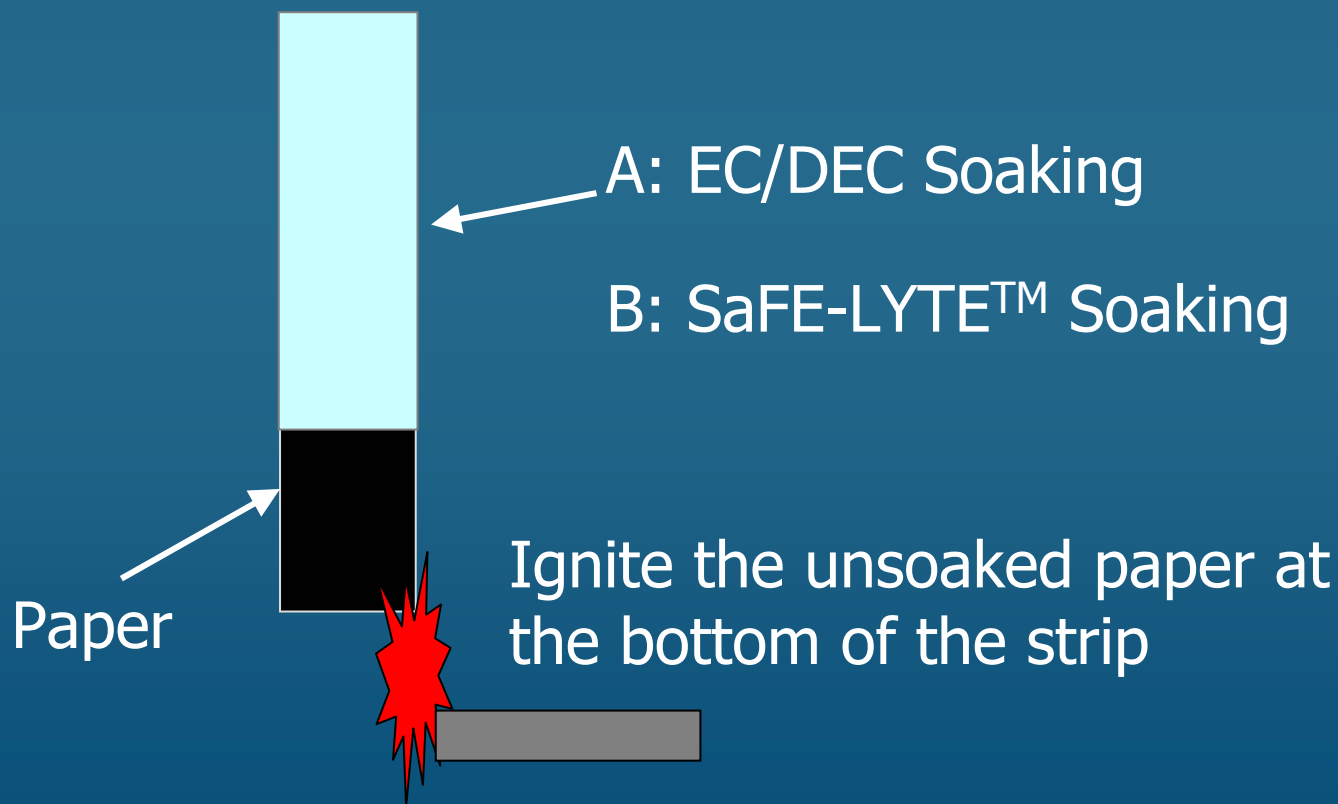 A: EC/DEC Soaking
B: SaFE-LYTE™ Soaking
Ignite the unsoaked paper at
the bottom of the strip
Paper